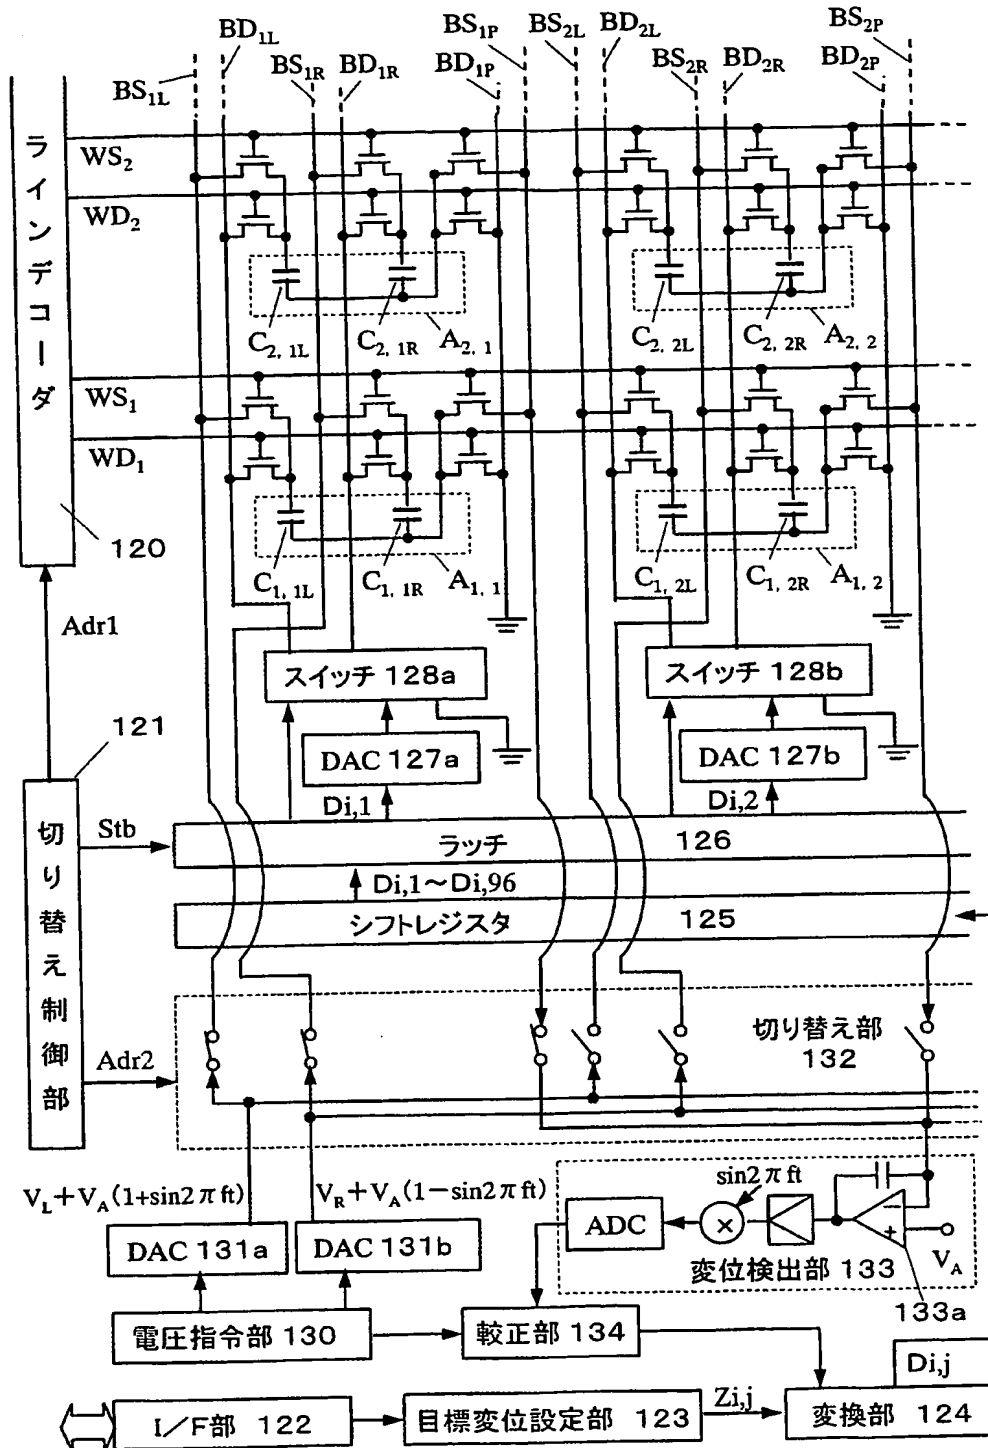 BS1P BS2L BD2L BS2P
BD1L BS1R BD1R BD1P BS2R BD2R BD2P
BS1L
ラインデコーダ
WS2
WD2
C2, 1L C2, 1R A2, 1 C2, 2L C2, 2R A2, 2
WS1
WD1
120
C1, 1L C1, 1R A1, 1 C1, 2L C1, 2R A1, 2
Adr1
スイッチ 128a スイッチ 128b
121
DAC 127a DAC 127b
Di,1 Di,2
切り替え制御部
Stb
ラッチ 126
Di,1〜Di,96
シフトレジスタ 125
切り替え部
132
Adr2
VL+VA(1+sin2πft) VR+VA(1−sin2πft)
sin2πft
ADC × − +
VA
DAC 131a DAC 131b
変位検出部 133
133a
電圧指令部 130 較正部 134
Di,j
I/F部 122 目標変位設定部 123 Zi,j 変換部 124